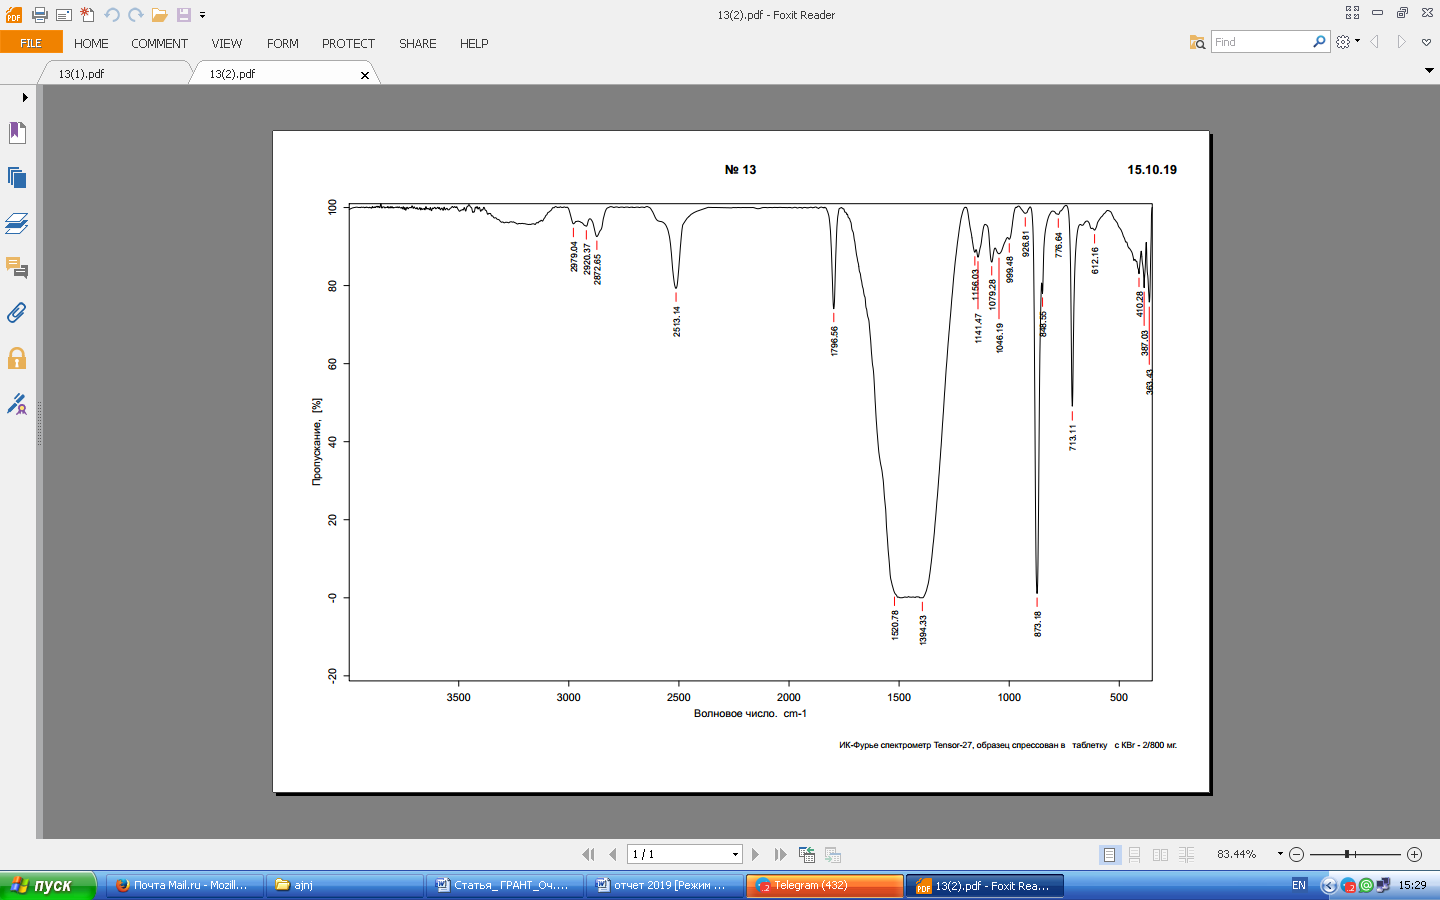 13(2).pdf - Foxit Reader
FILE HOME COMMENT VIEW FORM PROTECT SHARE HELP
Find
13(1).pdf
13(2).pdf
№ 13
15.10.19
100
80
60
40
20
-0
-20
Пропускание, [%]
2979.04
2920.37
2872.65
2513.14
1796.56
1520.78
1394.33
1156.03
1141.47
1079.28
1046.19
999.48
926.81
873.18
848.55
776.64
713.11
612.16
410.28
387.03
363.43
3500 3000 2500 2000 1500 1000 500
Волновое число. cm-1
ИК-Фурье спектрометр Tensor-27, образец спрессован в таблетку с KBr - 2/800 мг.
1 / 1
83.44%
пуск
Почта Mail.ru - Mozill...
ajnj
Статья_ ГРАНТ_Оч....
отчет 2019 [Режим ...
Telegram (432)
13(2).pdf - Foxit Rea...
EN
15:29